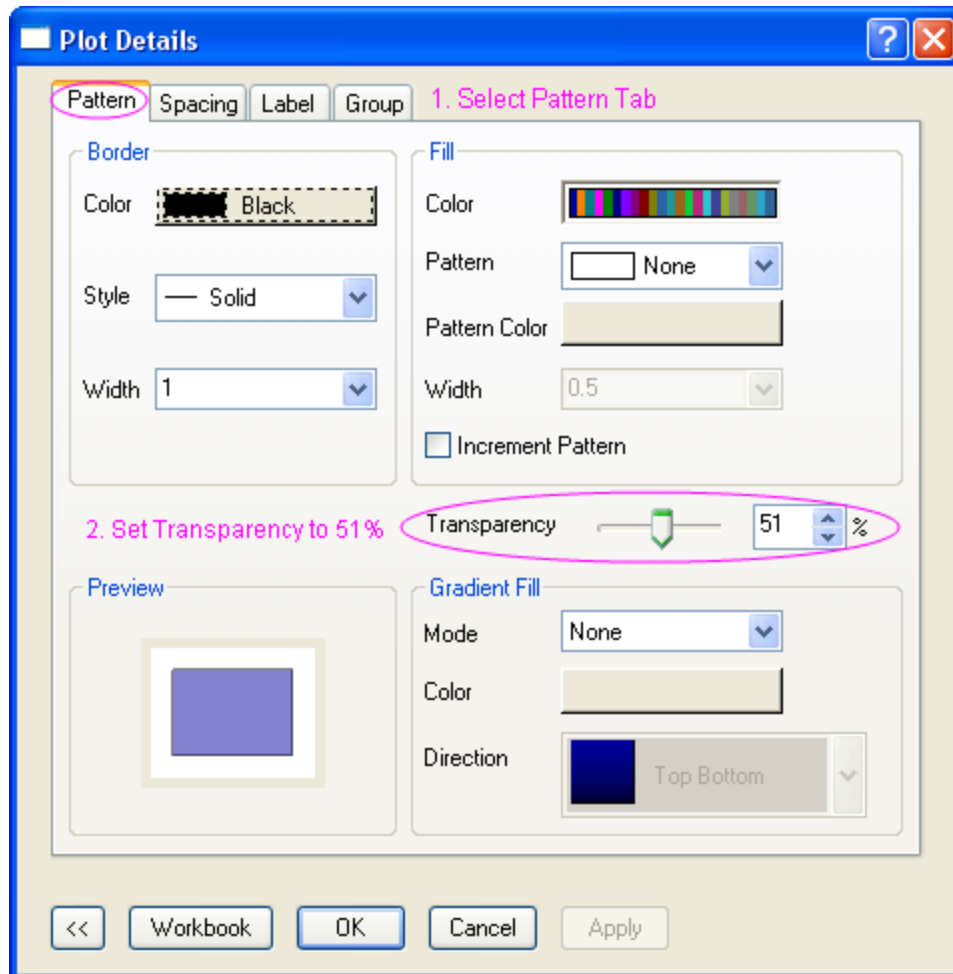 Plot Details
Pattern Spacing Label Group 1. Select Pattern Tab
Border
Color Black
Style Solid
Width 1
Fill
Color
Pattern None
Pattern Color
Width 0.5
Increment Pattern
2. Set Transparency to 51% Transparency 51 %
Preview
Gradient Fill
Mode None
Color
Direction Top Bottom
<< Workbook OK Cancel Apply